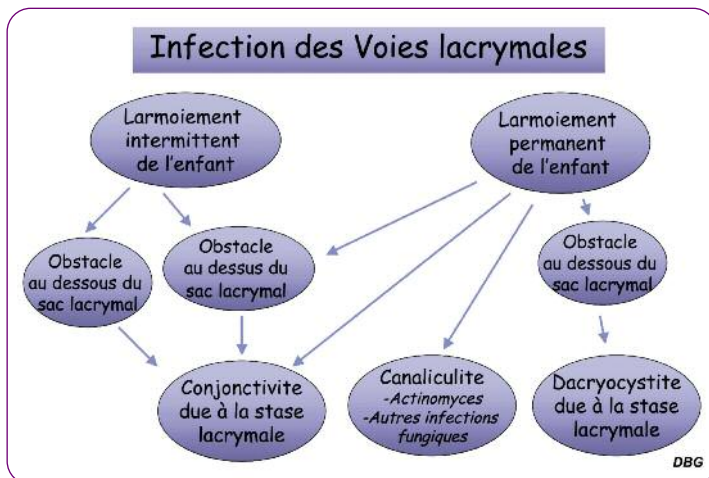 Infection des Voies lacrymales
Larmoiement
intermittent
de l'enfant
Larmoiement
permanent
de l'enfant
Obstacle
au dessous du
sac lacrymal
Obstacle
au dessus du
sac lacrymal
Obstacle
au dessous du
sac lacrymal
Conjonctivite
due à la stase
lacrymale
Canaliculite
-Actinomyces
-Autres infections
fungiques
Dacryocystite
due à la stase
lacrymale
DBG